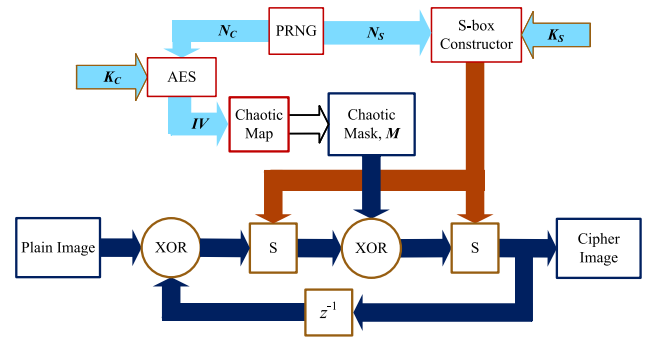 N_C
PRNG
N_S
S-box
Constructor
K_S
K_C
AES
IV
Chaotic
Map
Chaotic
Mask, M
Plain Image
XOR
S
XOR
S
Cipher
Image
z⁻¹